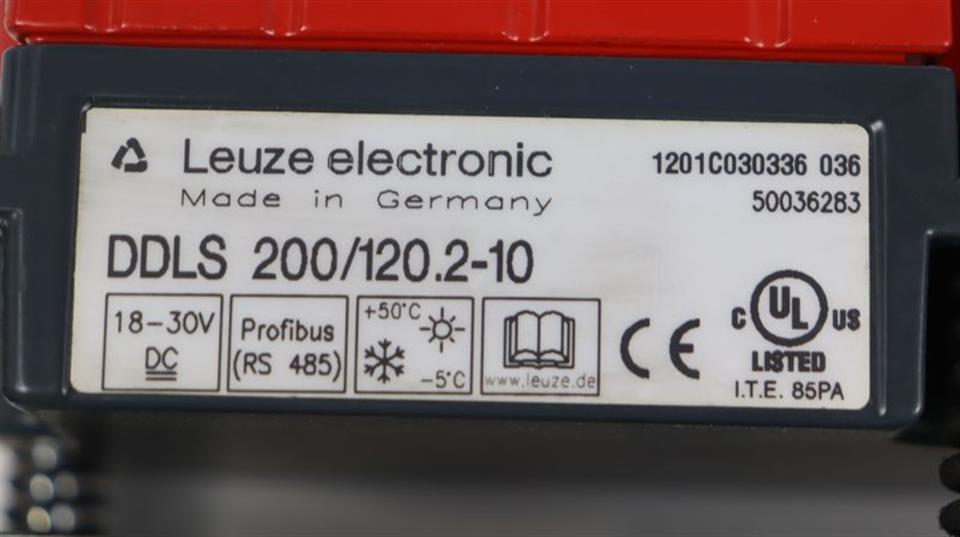 Leuze electronic
Made in Germany
1201C030336 036
50036283
DDLS 200/120.2-10
18-30V
DC
Profibus
(RS 485)
+50°C
-5°C
www.leuze.de
CE
C UL US
LISTED
I.T.E. 85PA